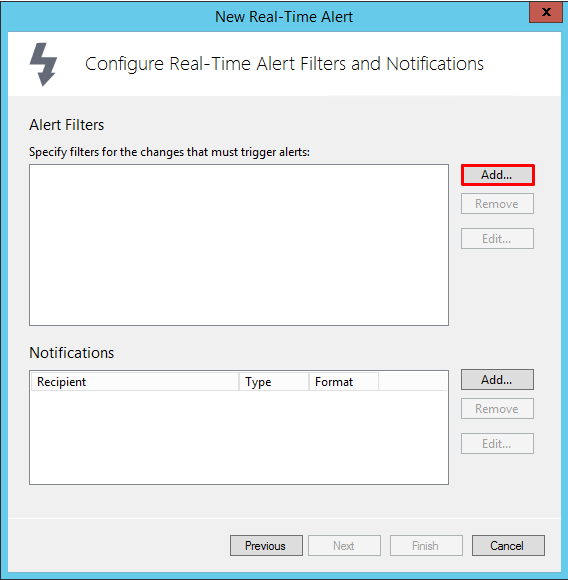 New Real-Time Alert
x
Configure Real-Time Alert Filters and Notifications
Alert Filters
Specify filters for the changes that must trigger alerts:
Add...
Remove
Edit...
Notifications
Recipient Type Format
Add...
Remove
Edit...
Previous Next Finish Cancel